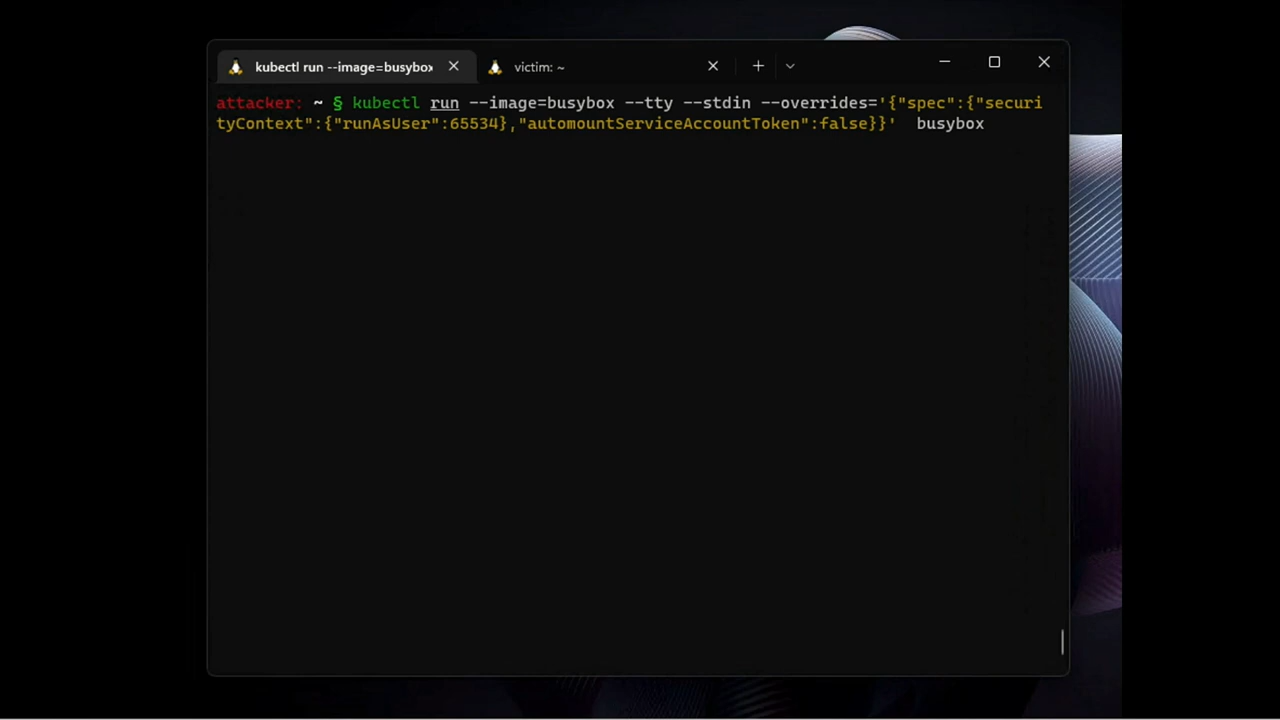 kubectl run --image=busybox
victim: ~
attacker: ~ § kubectl run --image=busybox --tty --stdin --overrides='{"spec":{"securi
tyContext":{"runAsUser":65534},"automountServiceAccountToken":false}}'  busybox